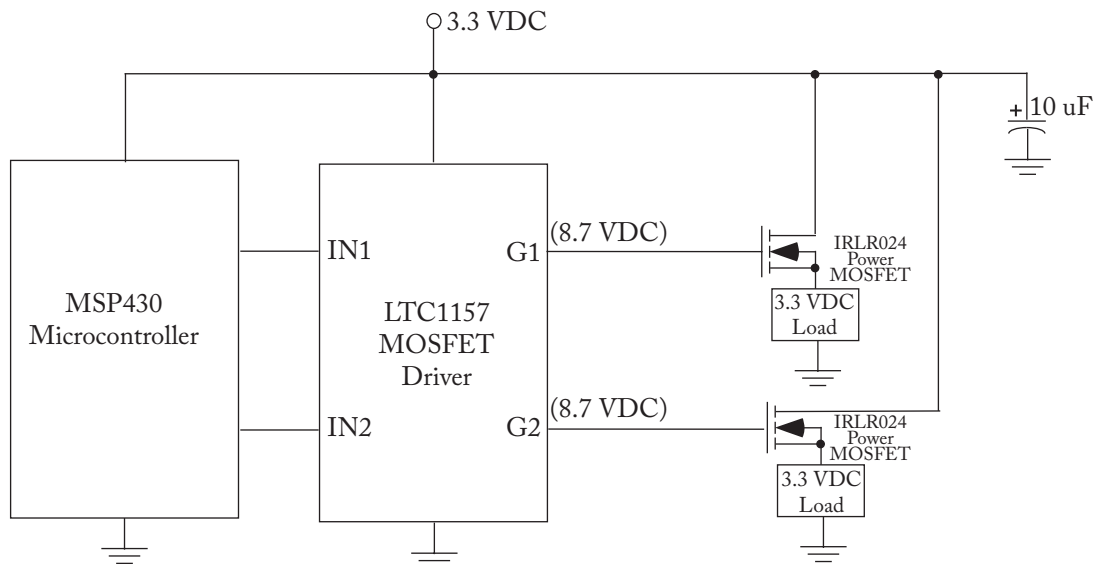 3.3 VDC
+ 10 uF
MSP430
Microcontroller
IN1
IN2
LTC1157
MOSFET
Driver
G1
G2
(8.7 VDC)
IRLR024
Power
MOSFET
3.3 VDC
Load
(8.7 VDC)
IRLR024
Power
MOSFET
3.3 VDC
Load